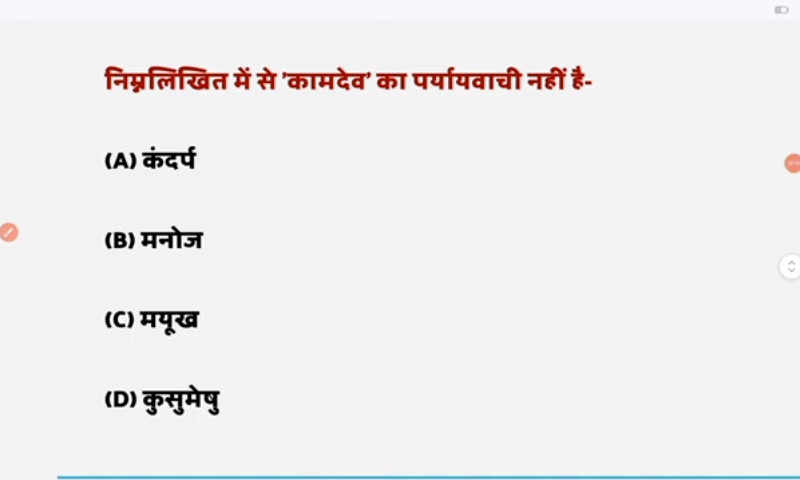 निम्नलिखित में से ’कामदेव’ का पर्यायवाची नहीं है-
(A) कंदर्प
(B) मनोज
(C) मयूख
(D) कुसुमेषु